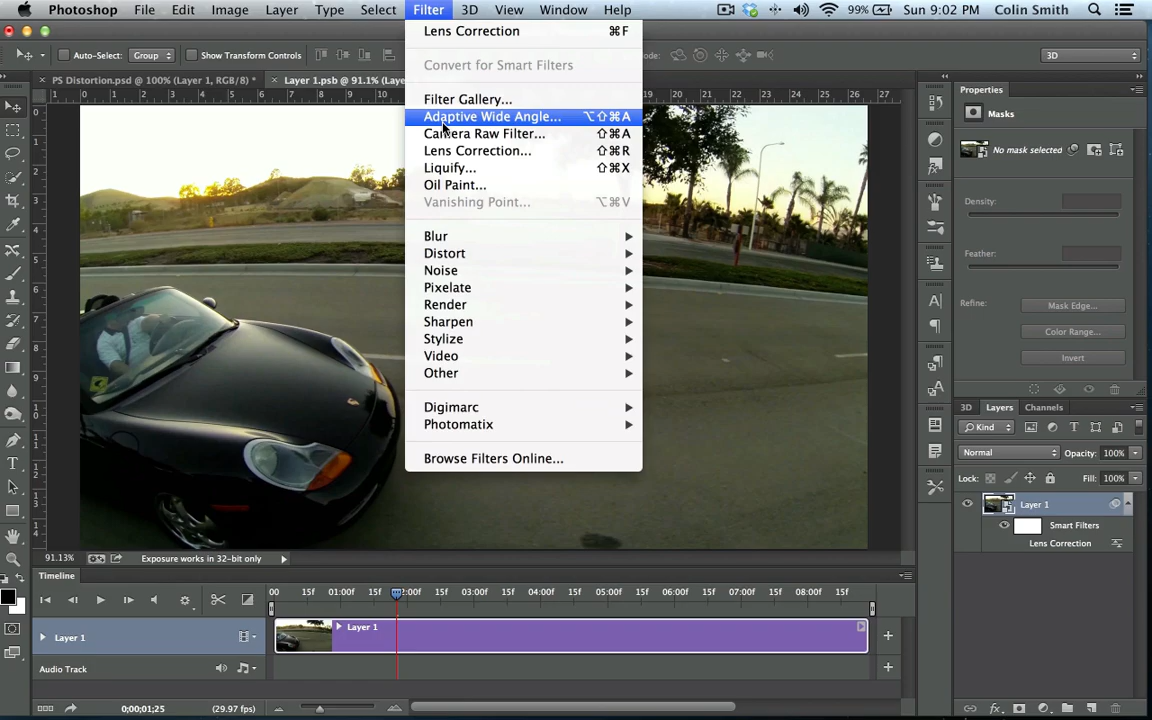 Photoshop File Edit Image Layer Type Select Filter 3D View Window Help 99% Sun 9:02 PM Colin Smith
Auto-Select: Group Show Transform Controls 3D
PS Distortion.psd @ 100% (Layer 1, RGB/8) * Layer 1.psb @ 91.1% (Lay
Lens Correction ⌘F
Convert for Smart Filters
Filter Gallery...
Adaptive Wide Angle... ⌥⇧⌘A
Camera Raw Filter... ⇧⌘A
Lens Correction... ⇧⌘R
Liquify... ⇧⌘X
Oil Paint...
Vanishing Point... ⌥⌘V
Blur
Distort
Noise
Pixelate
Render
Sharpen
Stylize
Video
Other
Digimarc
Photomatix
Browse Filters Online...
Properties
Masks
No mask selected
Density:
Feather:
Refine: Mask Edge...
Color Range...
Invert
3D Layers Channels
Kind
Normal Opacity: 100%
Lock: Fill: 100%
Layer 1
Smart Filters
Lens Correction
91.13% Exposure works in 32-bit only
Timeline
00 15f 01:00f 15f 2:00f 15f 03:00f 15f 04:00f 15f 05:00f 15f 06:00f 15f 07:00f 15f 08:00f 15f
Layer 1 Layer 1
Audio Track
0;00;01;25 (29.97 fps)